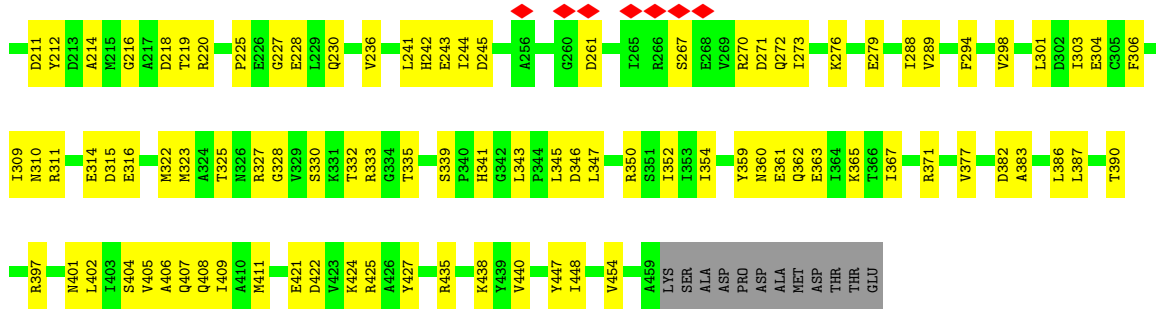 D211 Y212 D213 A214 M215 G216 A217 D218 T219 R220 P225 E226 G227 E228 L229 Q230 V236 L241 H242 E243 I244 D245 A256 G260 D261 I265 R266 S267 E268 V269 R270 D271 Q272 I273 K276 E279 I288 V289 F294 V298 L301 D302 I303 E304 C305 F306
I309 N310 R311 E314 D315 E316 M322 M323 A324 T325 N326 R327 G328 V329 S330 K331 T332 R333 G334 T335 S339 P340 H341 G342 L343 P344 L345 D346 L347 R350 S351 I352 I353 I354 Y359 N360 E361 Q362 E363 I364 K365 T366 I367 R371 V377 D382 A383 L386 L387 T390
R397 N401 L402 I403 S404 V405 A406 Q407 Q408 I409 A410 M411 E421 D422 V423 K424 R425 A426 Y427 R435 K438 Y439 V440 Y447 I448 V454 A459 LYS SER ALA ASP PRO ASP ALA MET ASP THR THR GLU